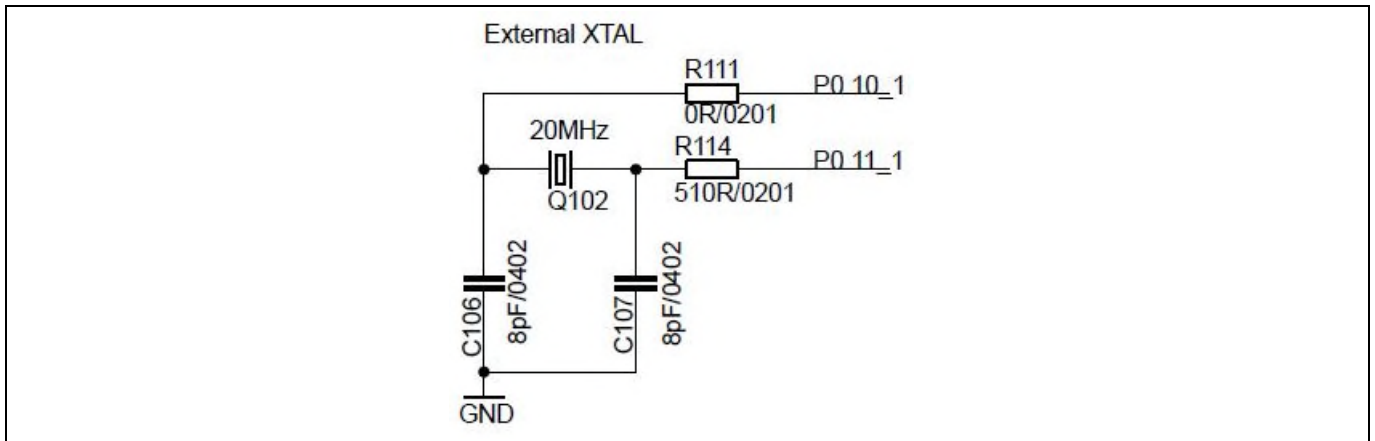 External XTAL
R111
P0 10_1
0R/0201
20MHz
R114
P0 11_1
Q102
510R/0201
C106
8pF/0402
C107
8pF/0402
GND